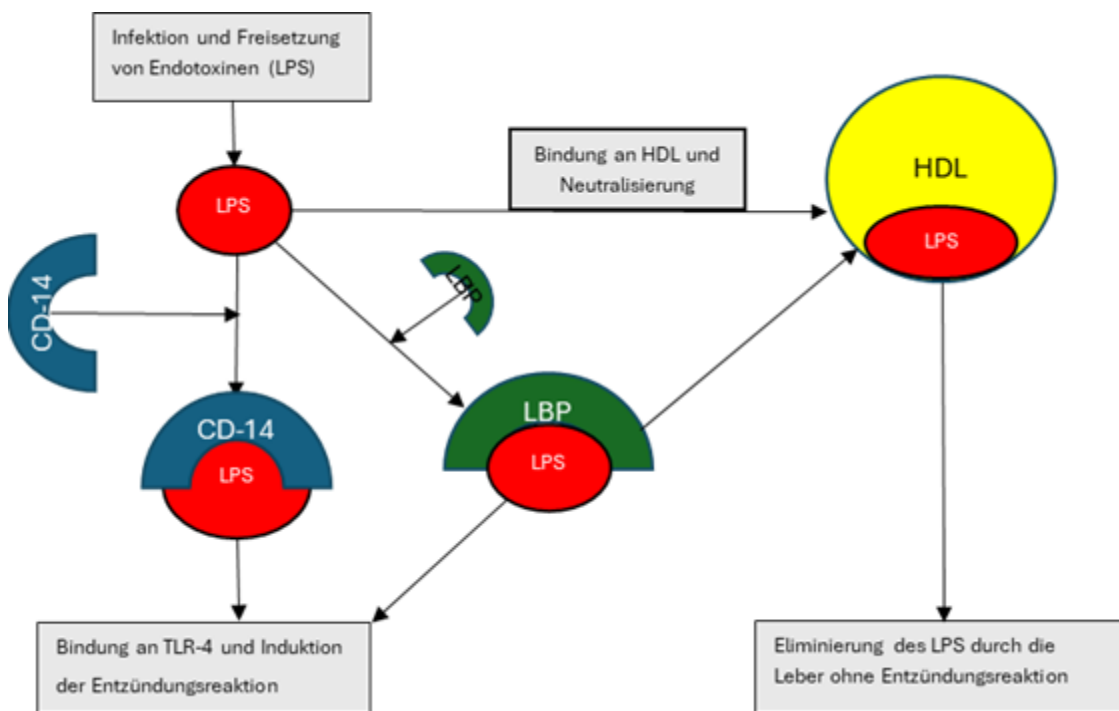 Infektion und Freisetzung
von Endotoxinen (LPS)
Bindung an HDL und
Neutralisierung
HDL
LPS
LPS
CD-14
LBP
CD-14
LPS
LBP
LPS
Bindung an TLR-4 und Induktion
der Entzündungsreaktion
Eliminierung des LPS durch die
Leber ohne Entzündungsreaktion